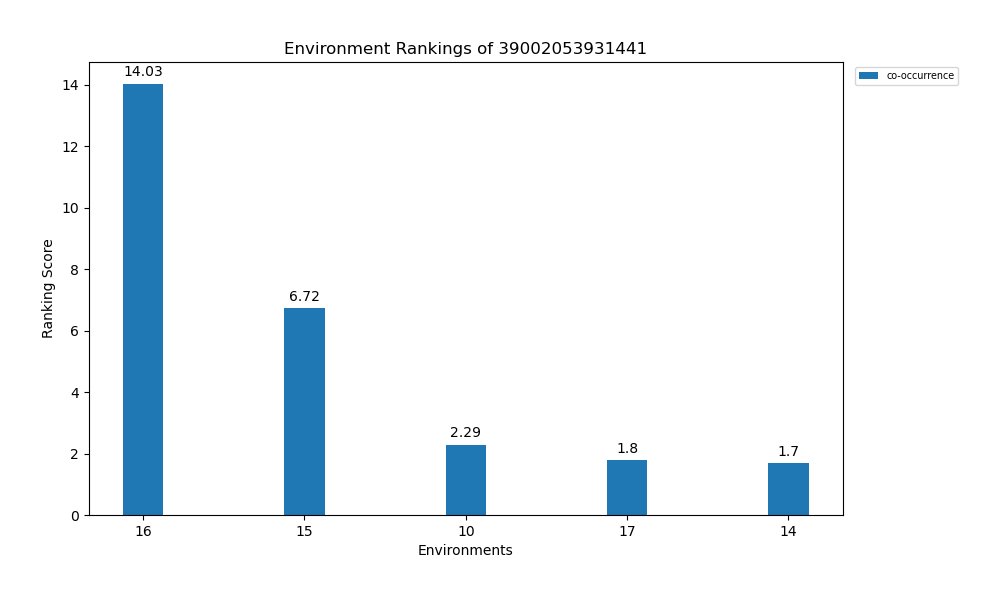 Environment Rankings of 39002053931441
14.03
co-occurrence
14
12
10
8
6
4
2
0
Ranking Score
6.72
2.29
1.8
1.7
16 15 10 17 14
Environments